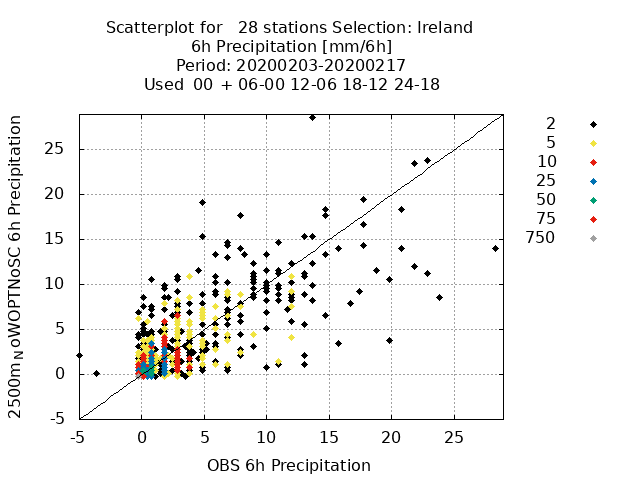 Scatterplot for   28 stations Selection: Ireland
6h Precipitation [mm/6h]
Period: 20200203-20200217
Used  00 + 06-00 12-06 18-12 24-18
2500m_NoWOPTNoSC 6h Precipitation
25
20
15
10
5
0
-5
-5 0 5 10 15 20 25
OBS 6h Precipitation
2
5
10
25
50
75
750